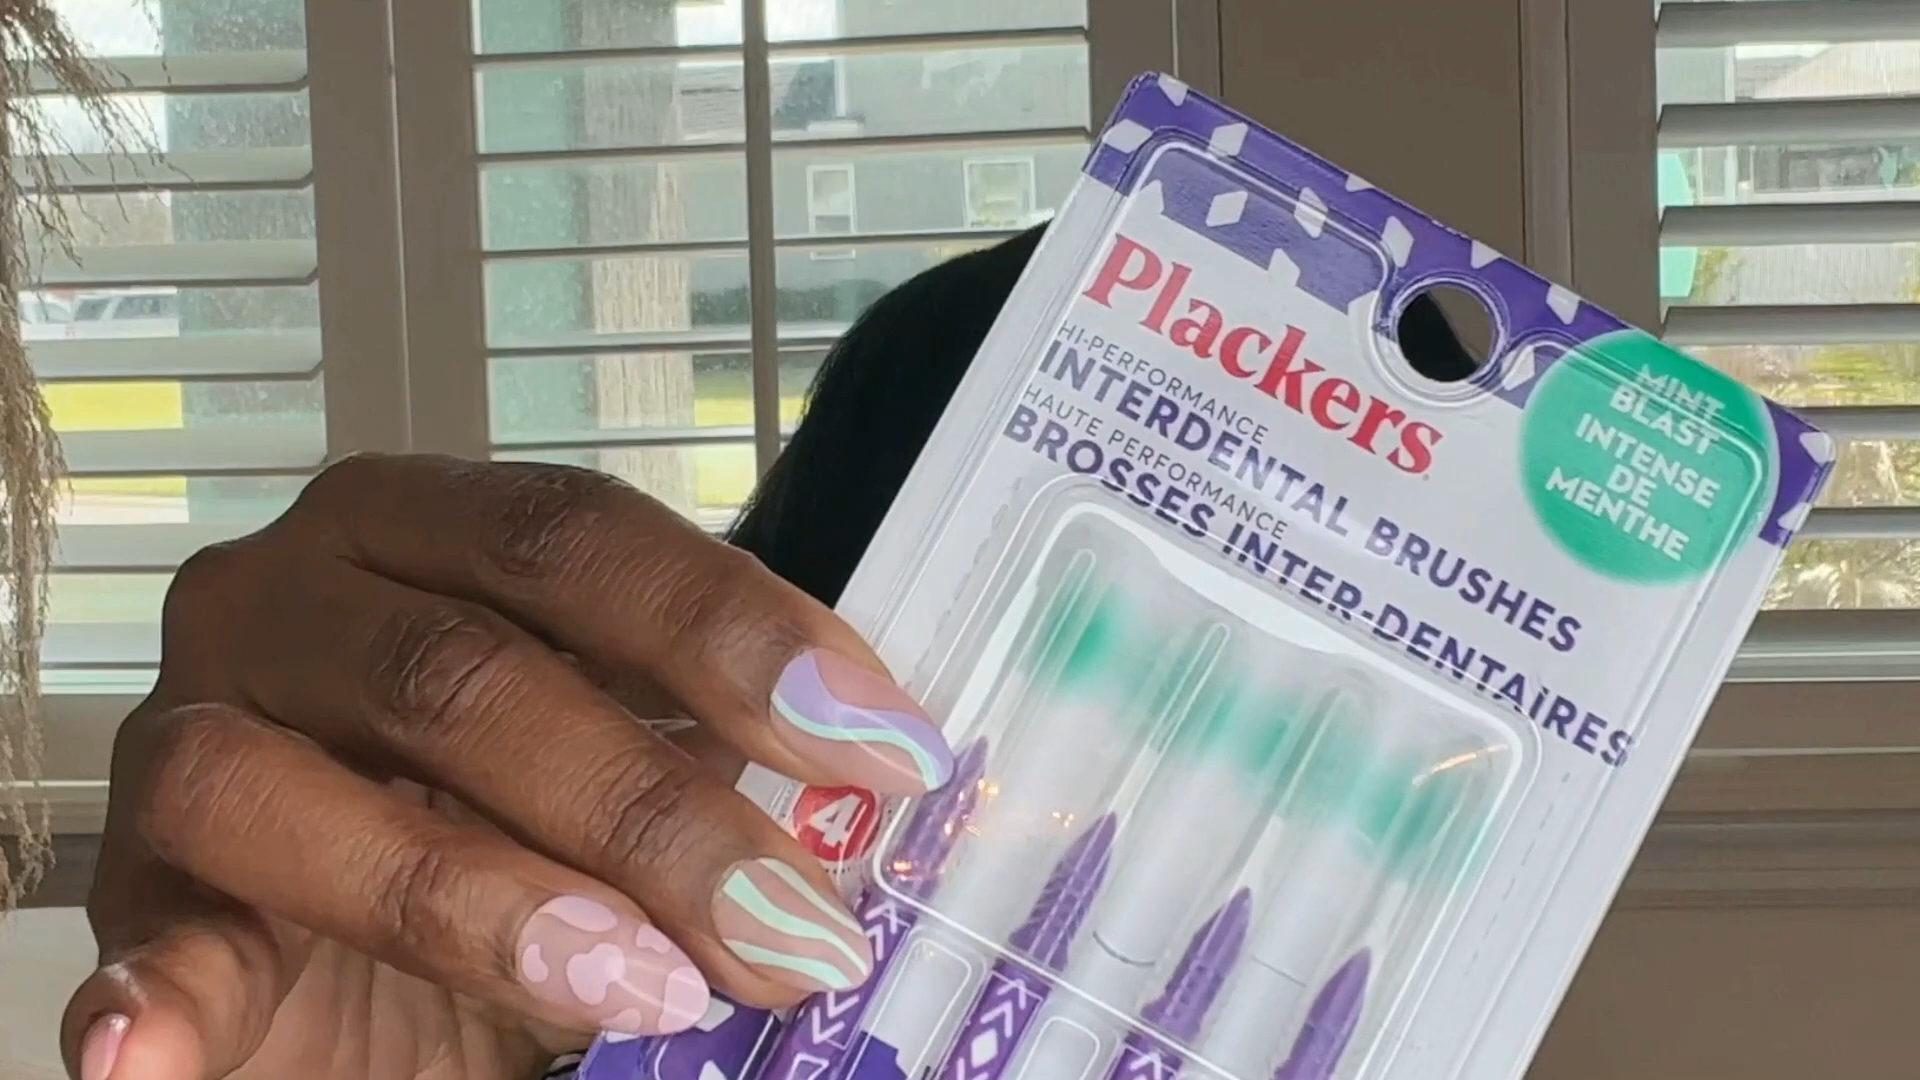 Plackers
HI-PERFORMANCE
INTERDENTAL BRUSHES
HAUTE PERFORMANCE
BROSSES INTER-DENTAIRES
MINT
BLAST
INTENSE
DE
MENTHE
4